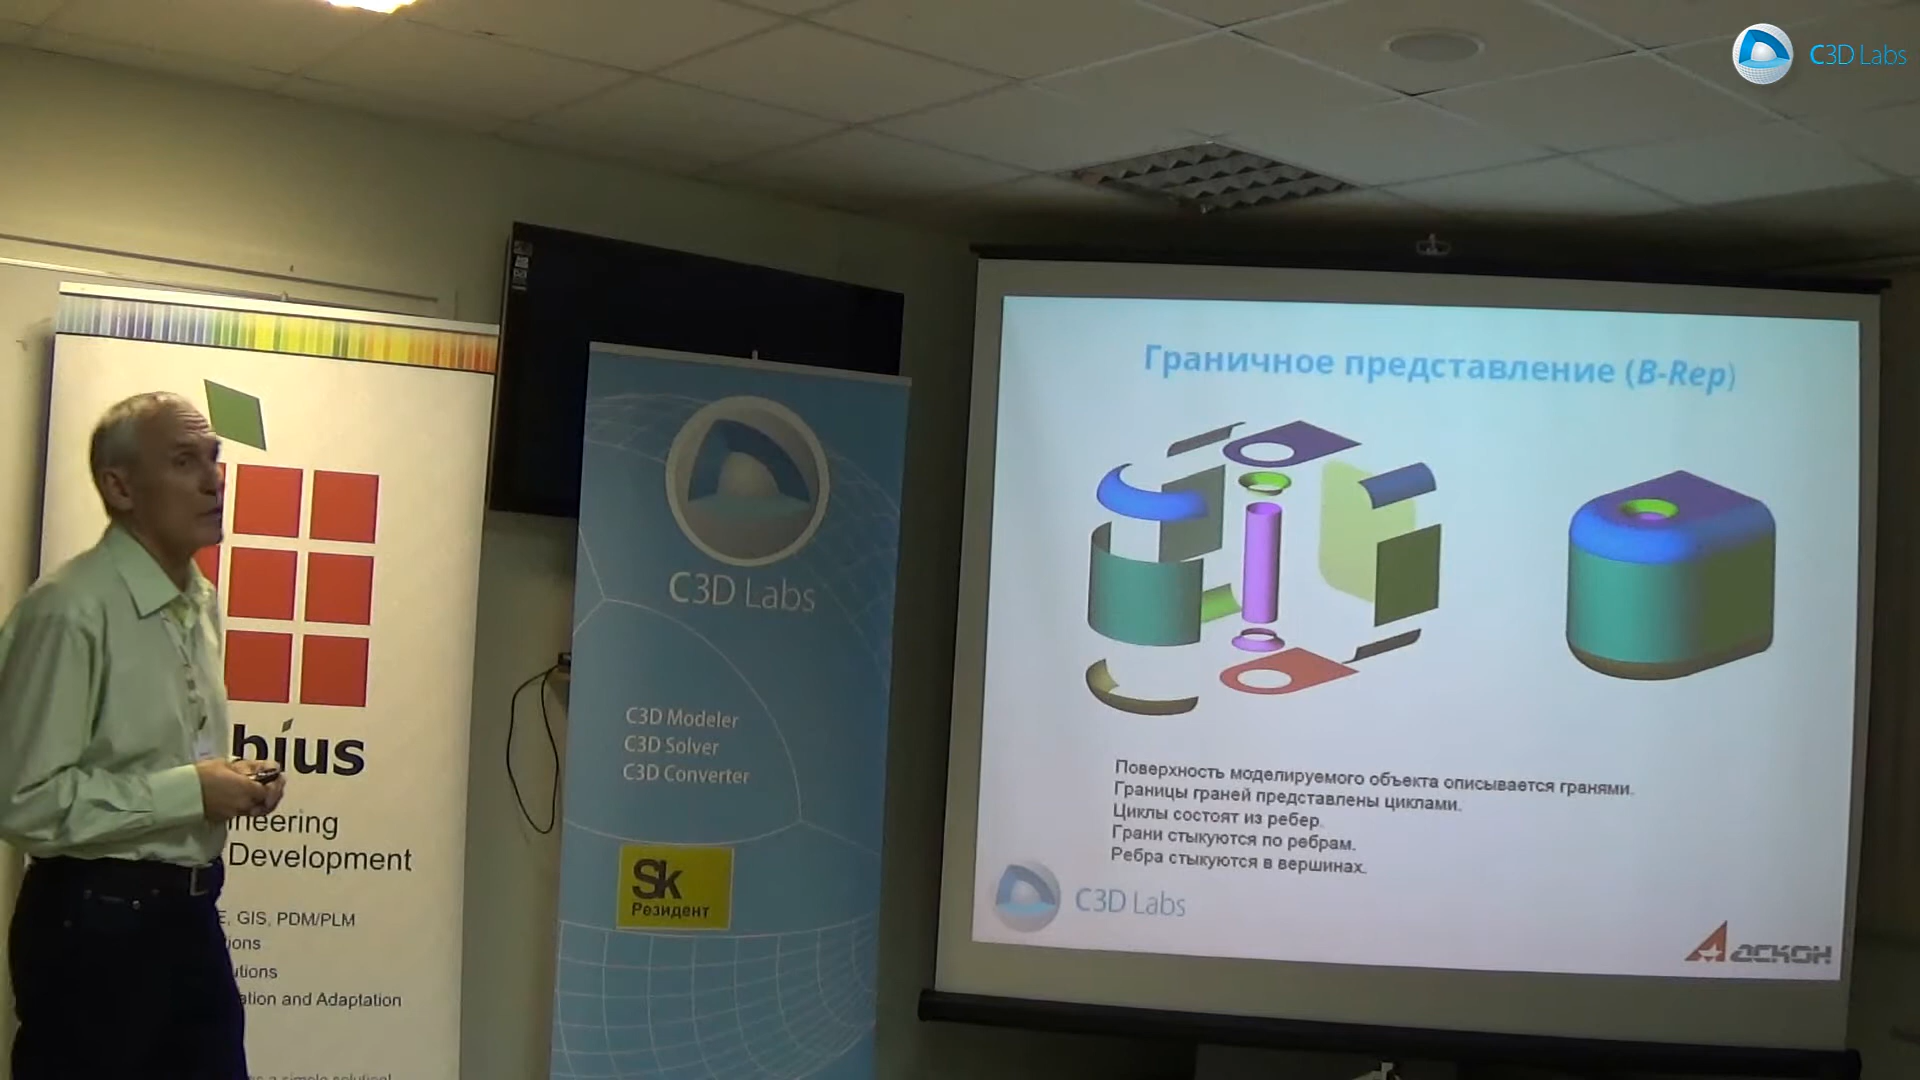 C3D Labs
bius
neering
Development
E, GIS, PDM/PLM
ions
utions
ation and Adaptation
C3D Labs
C3D Modeler
C3D Solver
C3D Converter
Sk
Резидент
Граничное представление (B-Rep)
Поверхность моделируемого объекта описывается гранями.
Границы граней представлены циклами.
Циклы состоят из ребер.
Грани стыкуются по ребрам.
Ребра стыкуются в вершинах.
C3D Labs
АСКОН